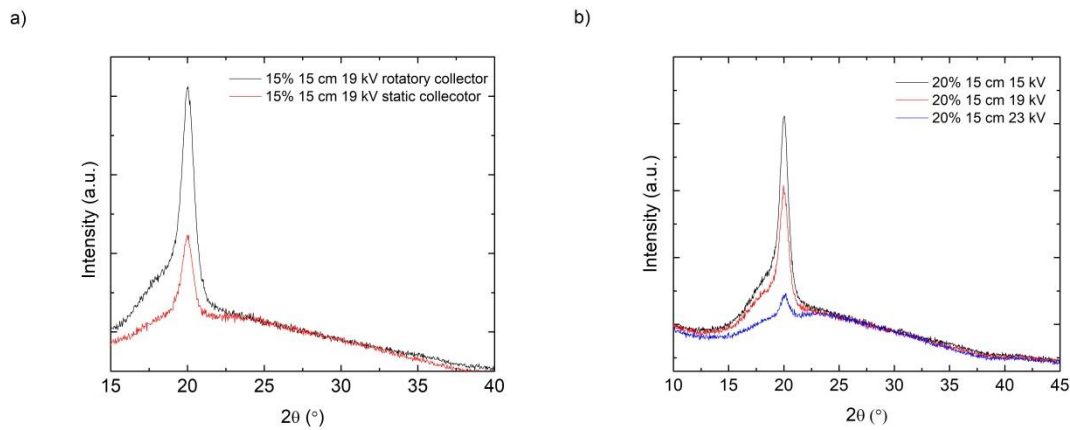 a)
15% 15 cm 19 kV rotatory collector
15% 15 cm 19 kV static collecotor
Intensity (a.u.)
15 20 25 30 35 40
2θ (°)
b)
20% 15 cm 15 kV
20% 15 cm 19 kV
20% 15 cm 23 kV
Intensity (a.u.)
10 15 20 25 30 35 40 45
2θ (°)